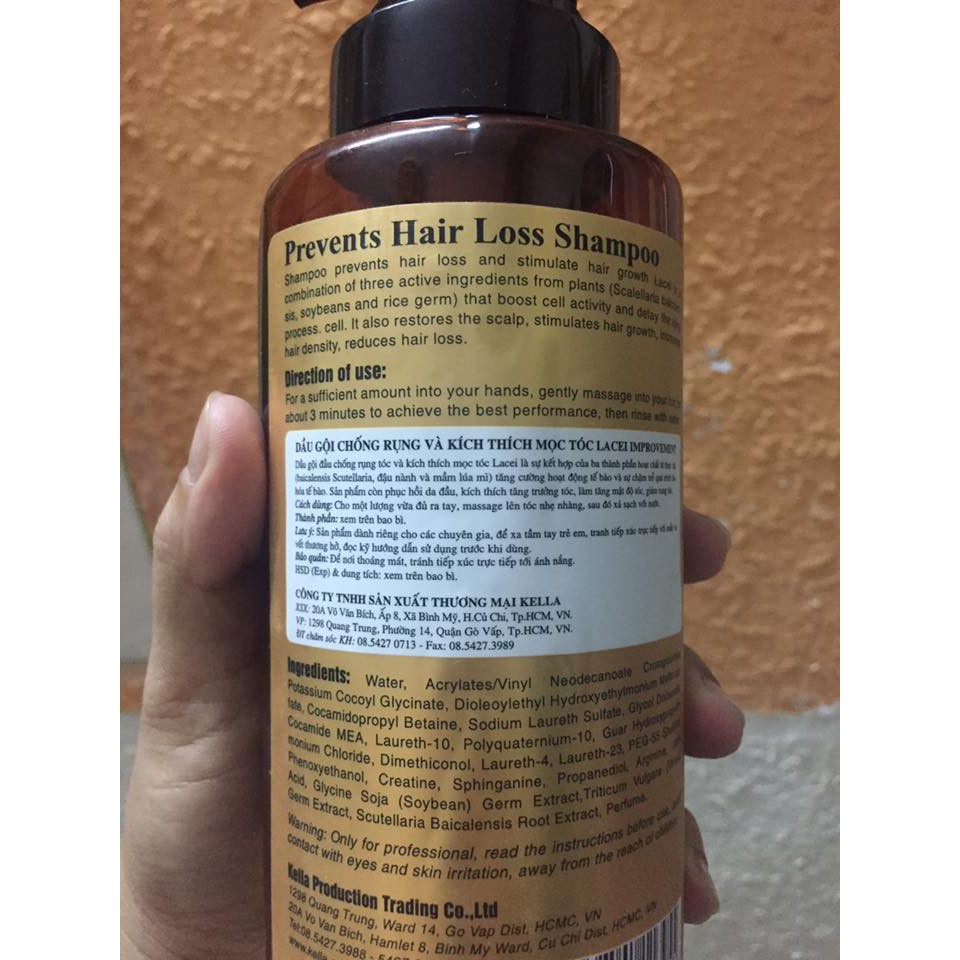 Prevents Hair Loss Shampoo
Shampoo prevents hair loss and stimulate hair growth Lacei
combination of three active ingredients from plants (Scalellaria
sis, soybeans and rice germ) that boost cell activity and delay the
process. cell. It also restores the scalp, stimulates hair growth,
hair density, reduces hair loss.
Direction of use:
For a sufficient amount into your hands, gently massage into your
about 3 minutes to achieve the best performance, then rinse with
DẦU GỘI CHỐNG RỤNG VÀ KÍCH THÍCH MỌC TÓC LACEI IMPROVEMENT
Dầu gội đầu chống rụng tóc và kích thích mọc tóc Lacei là sự kết hợp của ba thành phần hoạt chất từ
(baicalensis Scutellaria, đậu nành và mầm lúa mì) tăng cường hoạt động tế bào và sự chậm trễ quá trình
hóa tế bào. Sản phẩm còn phục hồi da đầu, kích thích tăng trưởng tóc, làm tăng mật độ tóc, giảm rụng tóc.
Cách dùng: Cho một lượng vừa đủ ra tay, massage lên tóc nhẹ nhàng, sau đó xả sạch với nước.
Thành phần: xem trên bao bì.
Lưu ý: Sản phẩm dành riêng cho các chuyên gia, để xa tầm tay trẻ em, tranh tiếp xúc trực tiếp với mắt
vết thương hở, đọc kỹ hướng dẫn sử dụng trước khi dùng.
Bảo quản: Để nơi thoáng mát, tránh tiếp xúc trực tiếp tới ánh nắng.
HSD (Exp) & dung tích: xem trên bao bì.
CÔNG TY TNHH SẢN XUẤT THƯƠNG MẠI KELLA
XSX: 20A Võ Văn Bích, Ấp 8, Xã Bình Mỹ, H.Củ Chi, Tp.HCM, VN.
VP: 1298 Quang Trung, Phường 14, Quận Gò Vấp, Tp.HCM, VN.
ĐT chăm sóc KH: 08.5427 0713 - Fax: 08.5427.3989
Ingredients: Water, Acrylates/Vinyl Neodecanoate
Potassium Cocoyl Glycinate, Dioleoylethyl Hydroxyethylmonium
fate, Cocamidopropyl Betaine, Sodium Laureth Sulfate, Glycol
Cocamide MEA, Laureth-10, Polyquaternium-10, Guar
monium Chloride, Dimethiconol, Laureth-4, Laureth-23, PEG-55
Phenoxyethanol, Creatine, Sphinganine, Propanediol, Arginine,
Acid, Glycine Soja (Soybean) Germ Extract,Triticum Vulgare
Germ Extract, Scutellaria Baicalensis Root Extract, Perfume.
Warning: Only for professional, read the instructions before use,
contact with eyes and skin irritation, away from the reach of children.
Kella Production Trading Co.,Ltd
1298 Quang Trung, Ward 14, Go Vap Dist, HCMC, VN
20A Vo Van Bich, Hamlet 8, Binh My Ward, Cu Chi Dist, HCMC, VN
Tel:08.5427.3988 - 5427
www.kella